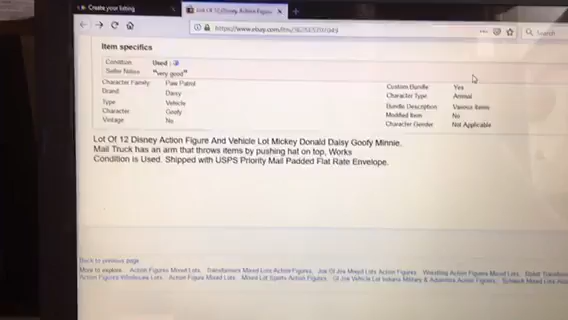 Create your listing
Lot Of 12 Disney Action Figure
https://www.ebay.com/itm/
Search
Item specifics
Condition Used
Seller Notes "very good"
Character Family Paw Patrol
Brand Disney
Type Vehicle
Character Goofy
Vintage No
Custom Bundle Yes
Character Type Animal
Bundle Description Various Items
Modified Item No
Character Gender Not Applicable
Lot Of 12 Disney Action Figure And Vehicle Lot Mickey Donald Daisy Goofy Minnie.
Mail Truck has an arm that throws items by pushing hat on top, Works
Condition is Used. Shipped with USPS Priority Mail Padded Flat Rate Envelope.
Back to previous page
More to explore: Action Figures Mixed Lots, Transformers Mixed Lots Action Figures, Joe GI Joe Mixed Lots Action Figures, Wrestling Action Figures Mixed Lots,
Action Figures Wholesale Lots, Action Figure Mixed Lots, Mixed Lot Sports Action Figures, GI Joe Vehicle Lot Indiana Military & Adventure Action Figures,